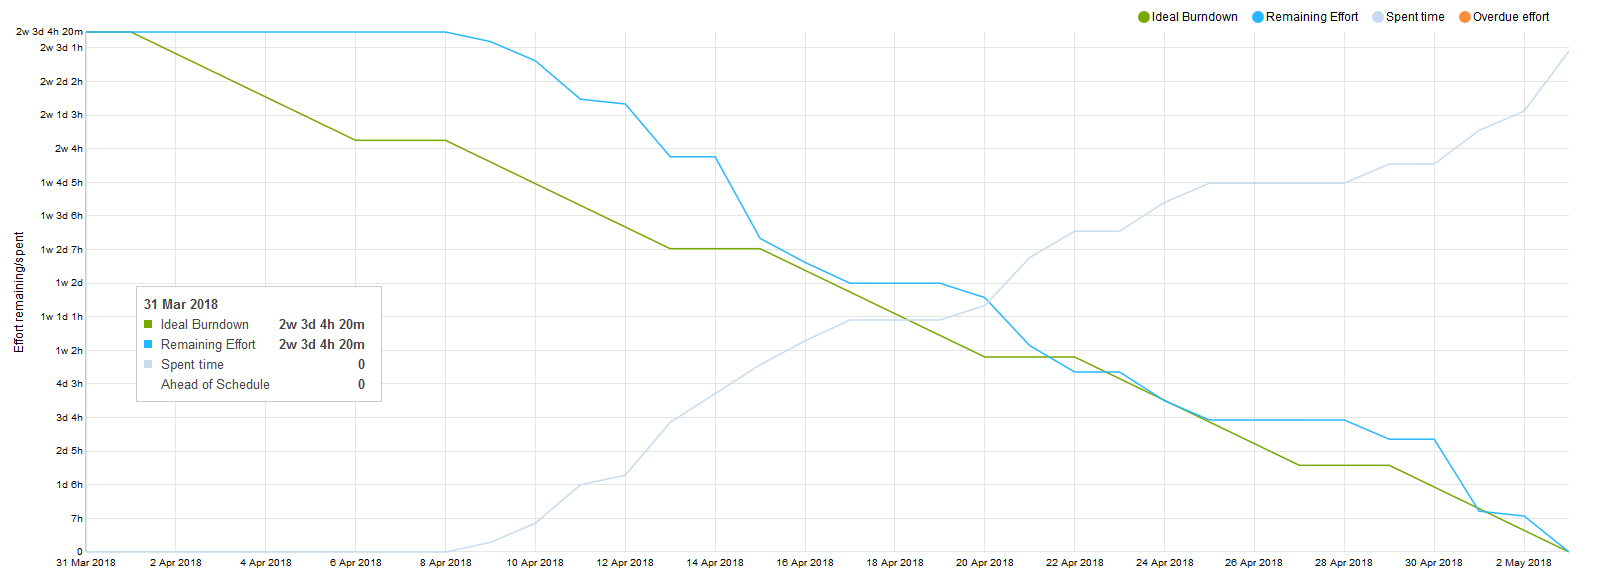 Ideal Burndown Remaining Effort Spent time Overdue effort
Effort remaining/spent
2w 3d 4h 20m
2w 3d 1h
2w 2d 2h
2w 1d 3h
2w 4h
1w 4d 5h
1w 3d 6h
1w 2d 7h
1w 2d
1w 1d 1h
1w 2h
4d 3h
3d 4h
2d 5h
1d 6h
7h
0
31 Mar 2018
Ideal Burndown 2w 3d 4h 20m
Remaining Effort 2w 3d 4h 20m
Spent time 0
Ahead of Schedule 0
31 Mar 2018 2 Apr 2018 4 Apr 2018 6 Apr 2018 8 Apr 2018 10 Apr 2018 12 Apr 2018 14 Apr 2018 16 Apr 2018 18 Apr 2018 20 Apr 2018 22 Apr 2018 24 Apr 2018 26 Apr 2018 28 Apr 2018 30 Apr 2018 2 May 2018